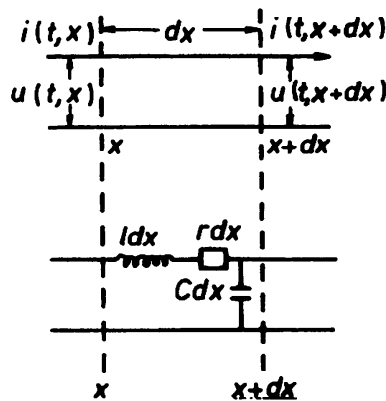 i(t,x) dx i(t,x+dx)
u(t,x) u(t,x+dx)
x x+dx
ldx rdx
Cdx
x x+dx